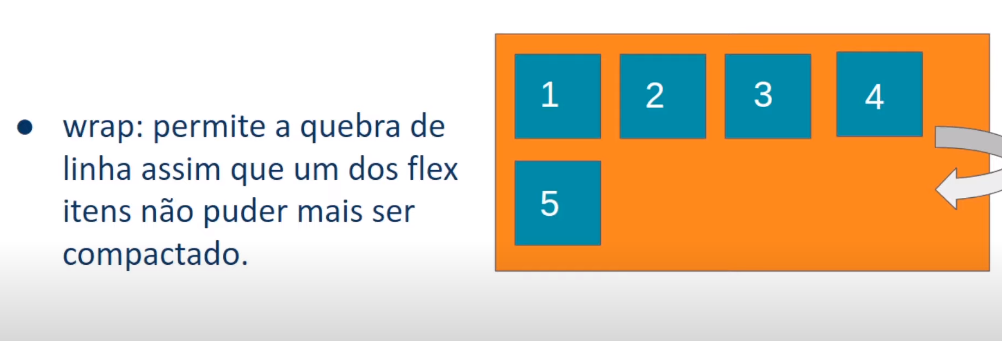 ● wrap: permite a quebra de
linha assim que um dos flex
itens não puder mais ser
compactado.
1 2 3 4
5